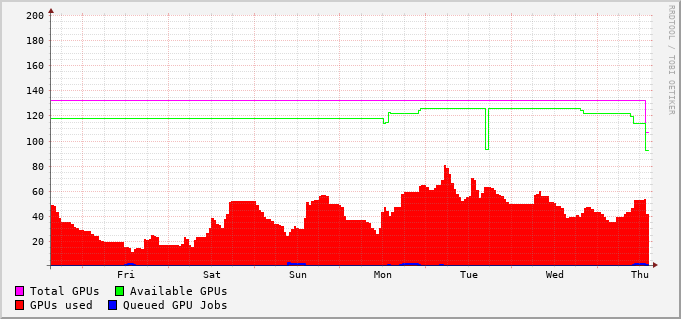 200
180
160
140
120
100
80
60
40
20
Fri Sat Sun Mon Tue Wed Thu
Total GPUs Available GPUs
GPUs used Queued GPU Jobs
RRDTOOL / TOBI OETIKER